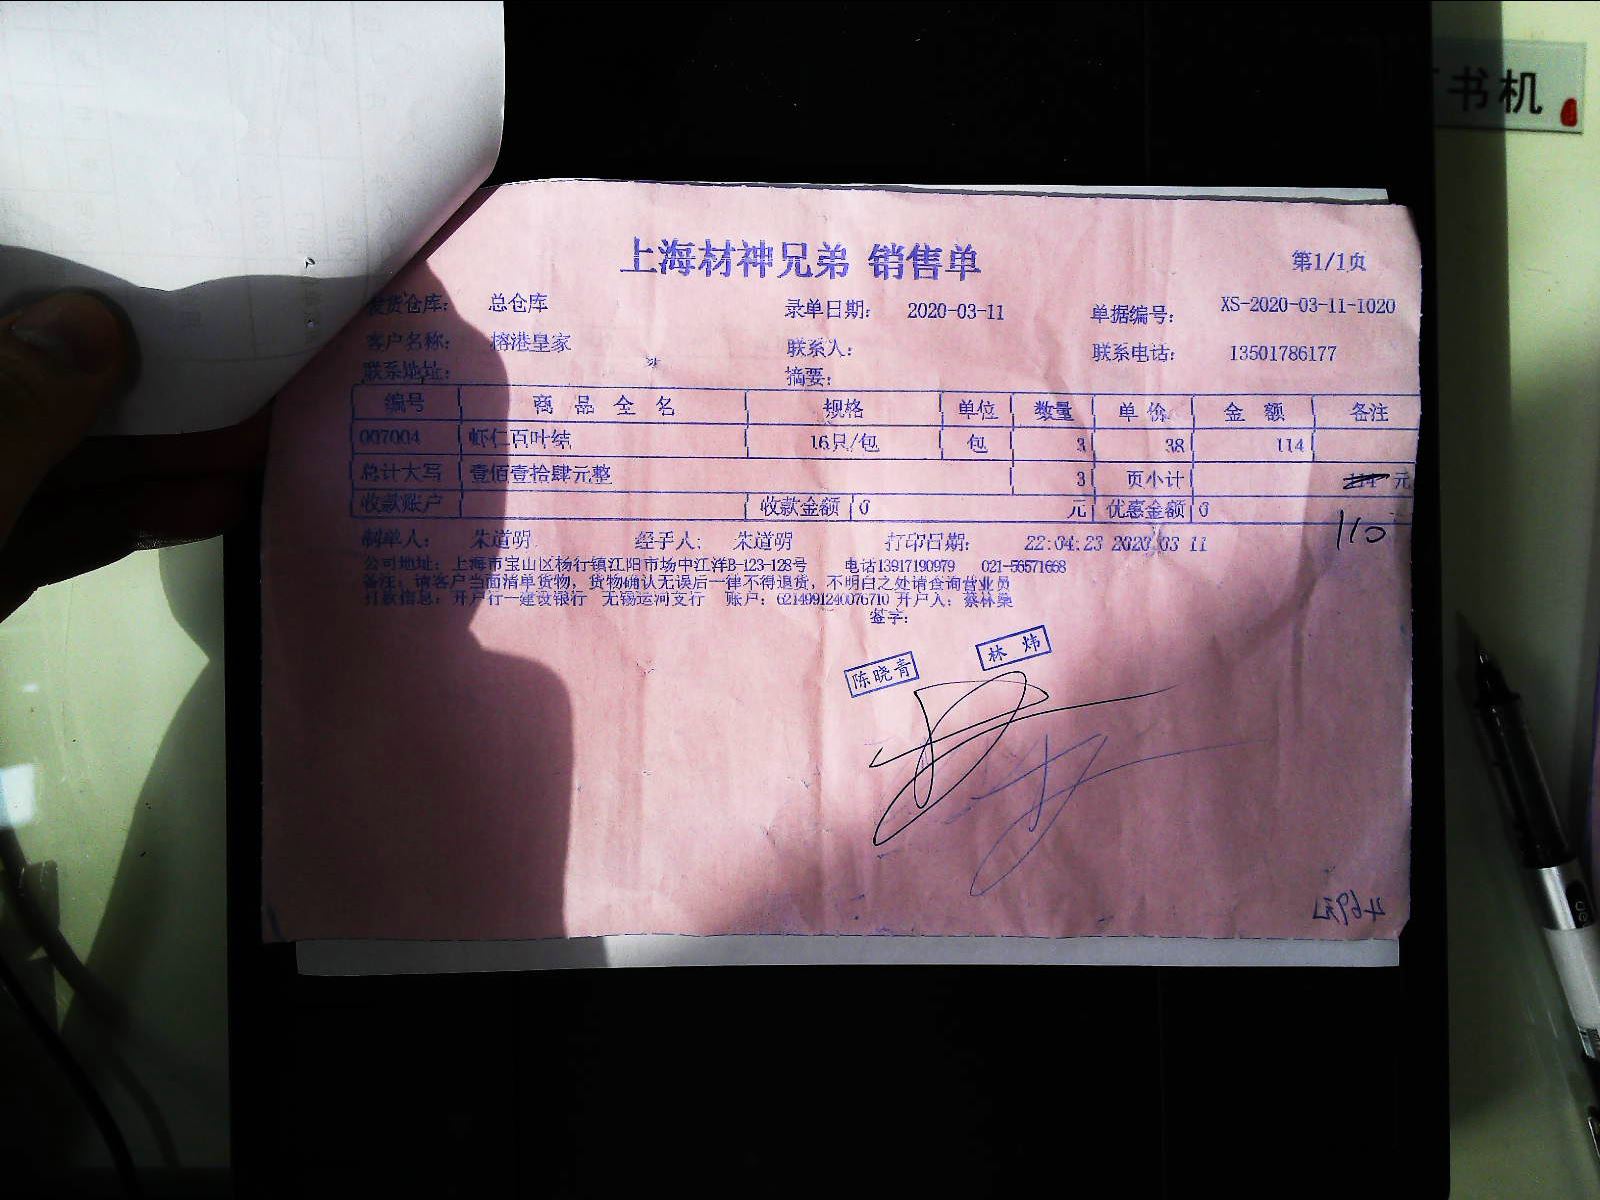 书机
上海材神兄弟 销售单
第1/1页
发货仓库： 总仓库 录单日期： 2020-03-11 单据编号： XS-2020-03-11-1020
客户名称： 榕港皇家 联系人： 联系电话： 13501786177
联系地址： 摘要：
编号 商品全名 规格 单位 数量 单价 金额 备注
007004 虾仁百叶结 16只/包 包 3 38 114
总计大写 壹佰壹拾肆元整 3 页小计 元
收款账户 收款金额 0 元 优惠金额 0
110
制单人： 朱道明 经手人： 朱道明 打印日期： 22:04:23 2020 03 11
公司地址：上海市宝山区杨行镇江阳市场中江洋B-123-128号 电话13917190979 021-56571668
备注：请客户当面清单货物，货物确认无误后一律不得退货，不明白之处请查询营业员
打款信息：开户行一建设银行 无锡运河支行 账户：6214991240076710 开户人：蔡林燊
签字：
陈晓青
林炜
469元